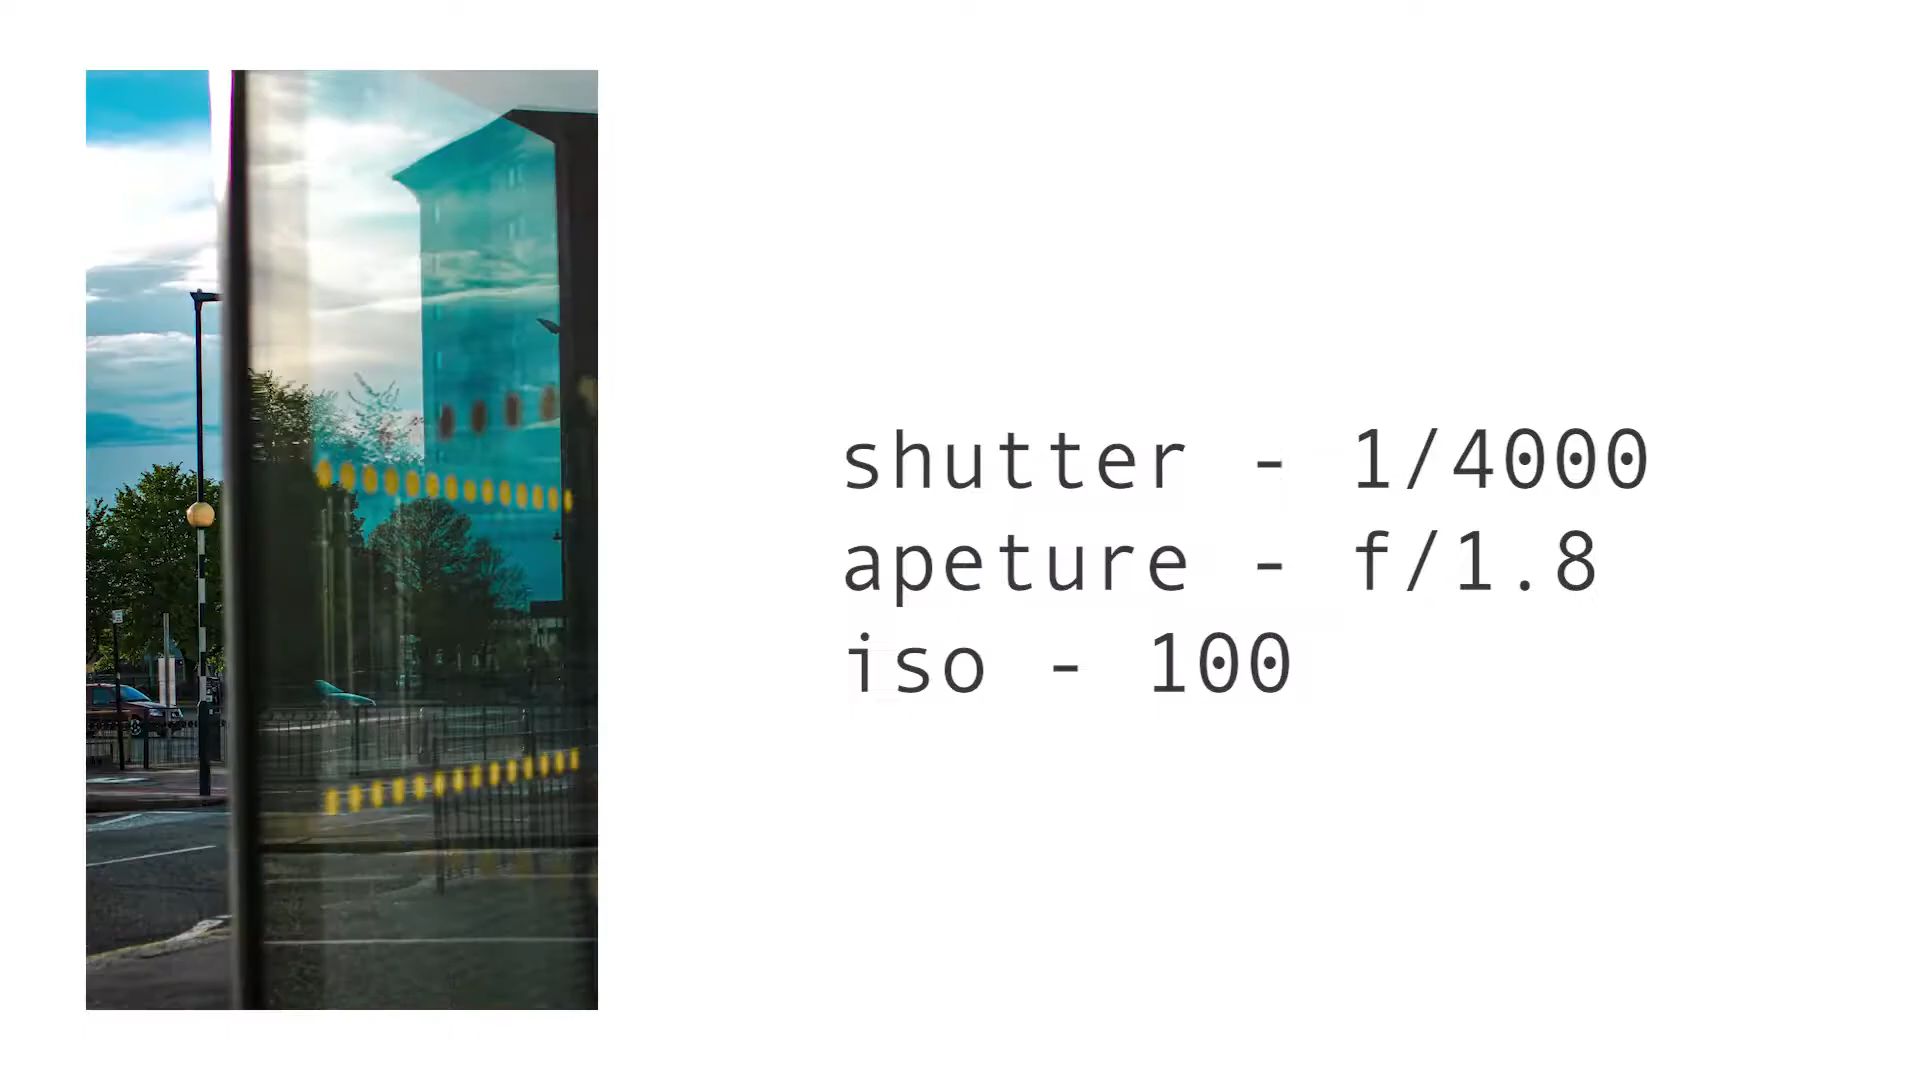 shutter - 1/4000
apeture - f/1.8
iso - 100